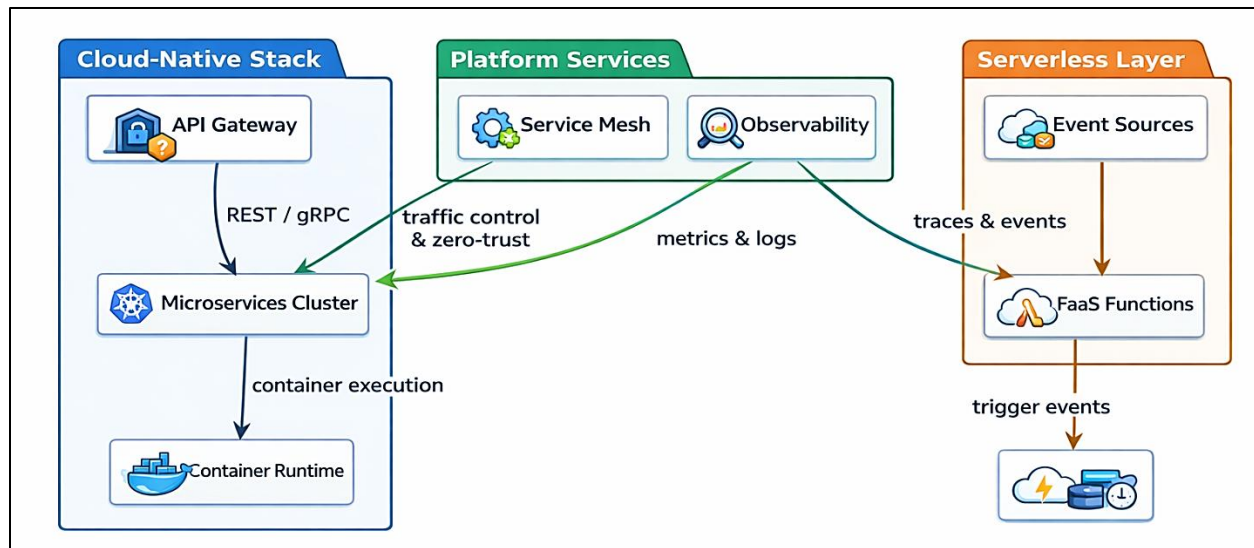 Cloud-Native Stack
Platform Services
Serverless Layer
API Gateway
?
Service Mesh
Observability
Event Sources
REST / gRPC
traffic control
& zero-trust
metrics & logs
traces & events
Microservices Cluster
FaaS Functions
container execution
trigger events
Container Runtime